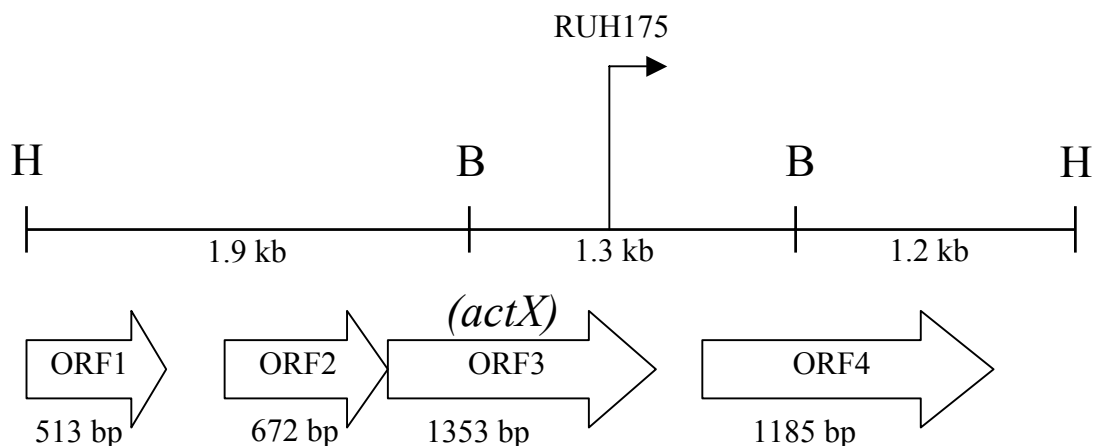 RUH175
H B B H
1.9 kb 1.3 kb 1.2 kb
(actX)
ORF1 ORF2 ORF3 ORF4
513 bp 672 bp 1353 bp 1185 bp